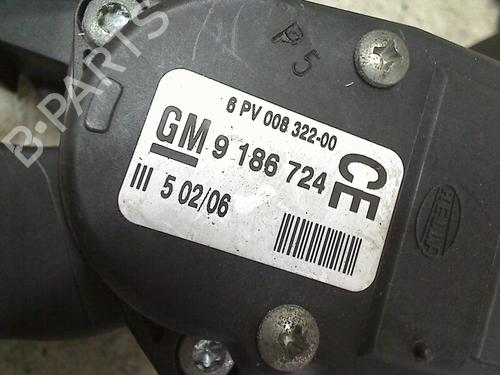 P5
6 PV 008 322-00
GM 9 186 724 CE
III 5 02/06
HELLA
B-PARTS